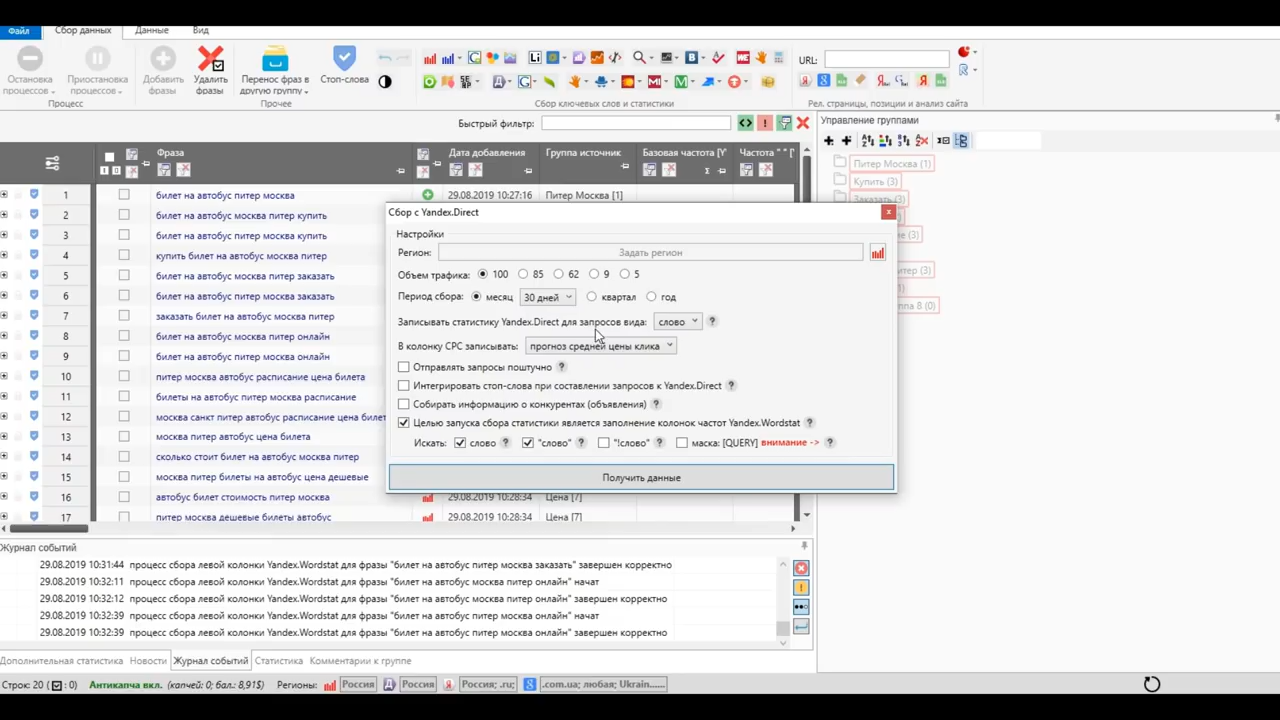 Файл Сбор данных Данные Вид
Остановка процессов Приостановка процессов Добавить фразы Удалить фразы Перенос фраз в другую группу Стоп-слова
URL:
Процесс Прочее Сбор ключевых слов и статистики Рел. страницы, позиции и анализ сайта
Быстрый фильтр:
Управление группами
Фраза Дата добавления Группа источник Базовая частота [Y Частота " " [Y
Питер Москва (1)
Купить (3)
Заказать (3)
1 билет на автобус питер москва 29.08.2019 10:27:16 Питер Москва [1]
2 билет на автобус питер москва купить
3 билет на автобус питер москва купить
4 купить билет на автобус москва питер
5 билет на автобус питер москва заказать
6 билет на автобус питер москва заказать
7 заказать билет на автобус москва питер
8 билет на автобус питер москва онлайн
9 билет на автобус питер москва онлайн
10 питер москва автобус расписание цена билета
11 билеты на автобус питер москва расписание
12 москва санкт питер автобус расписание цена билет
13 москва питер автобус цена билета
14 сколько стоит билет на автобус москва питер
15 москва питер билеты на автобус цена дешевые
16 автобус билет стоимость питер москва 29.08.2019 10:28:34 Цена [7]
17 питер москва дешевые билеты автобус 29.08.2019 10:28:34 Цена [7]
Сбор с Yandex.Direct
Настройки
Регион: Задать регион
Объем трафика: 100 85 62 9 5
Период сбора: месяц 30 дней квартал год
Записывать статистику Yandex.Direct для запросов вида: слово ?
В колонку CPC записывать: прогноз средней цены клика
Отправлять запросы поштучно ?
Интегрировать стоп-слова при составлении запросов к Yandex.Direct ?
Собирать информацию о конкурентах (объявления) ?
Целью запуска сбора статистики является заполнение колонок частот Yandex.Wordstat ?
Искать: слово ? "слово" ? "!слово" ? маска: [QUERY] внимание -> ?
Получить данные
Журнал событий
29.08.2019 10:31:44 процесс сбора левой колонки Yandex.Wordstat для фразы "билет на автобус питер москва заказать" завершен корректно
29.08.2019 10:32:11 процесс сбора левой колонки Yandex.Wordstat для фразы "билет на автобус москва питер онлайн" начат
29.08.2019 10:32:12 процесс сбора левой колонки Yandex.Wordstat для фразы "билет на автобус москва питер онлайн" завершен корректно
29.08.2019 10:32:39 процесс сбора левой колонки Yandex.Wordstat для фразы "билет на автобус питер москва онлайн" начат
29.08.2019 10:32:39 процесс сбора левой колонки Yandex.Wordstat для фразы "билет на автобус питер москва онлайн" завершен корректно
Дополнительная статистика Новости Журнал событий Статистика Комментарии к группе
Строк: 20 ( : 0) Антикапча вкл. (капчей: 0; бал.: 8,91$) Регионы: Россия Россия Россия; .ru; .com.ua; любая; Ukrain......